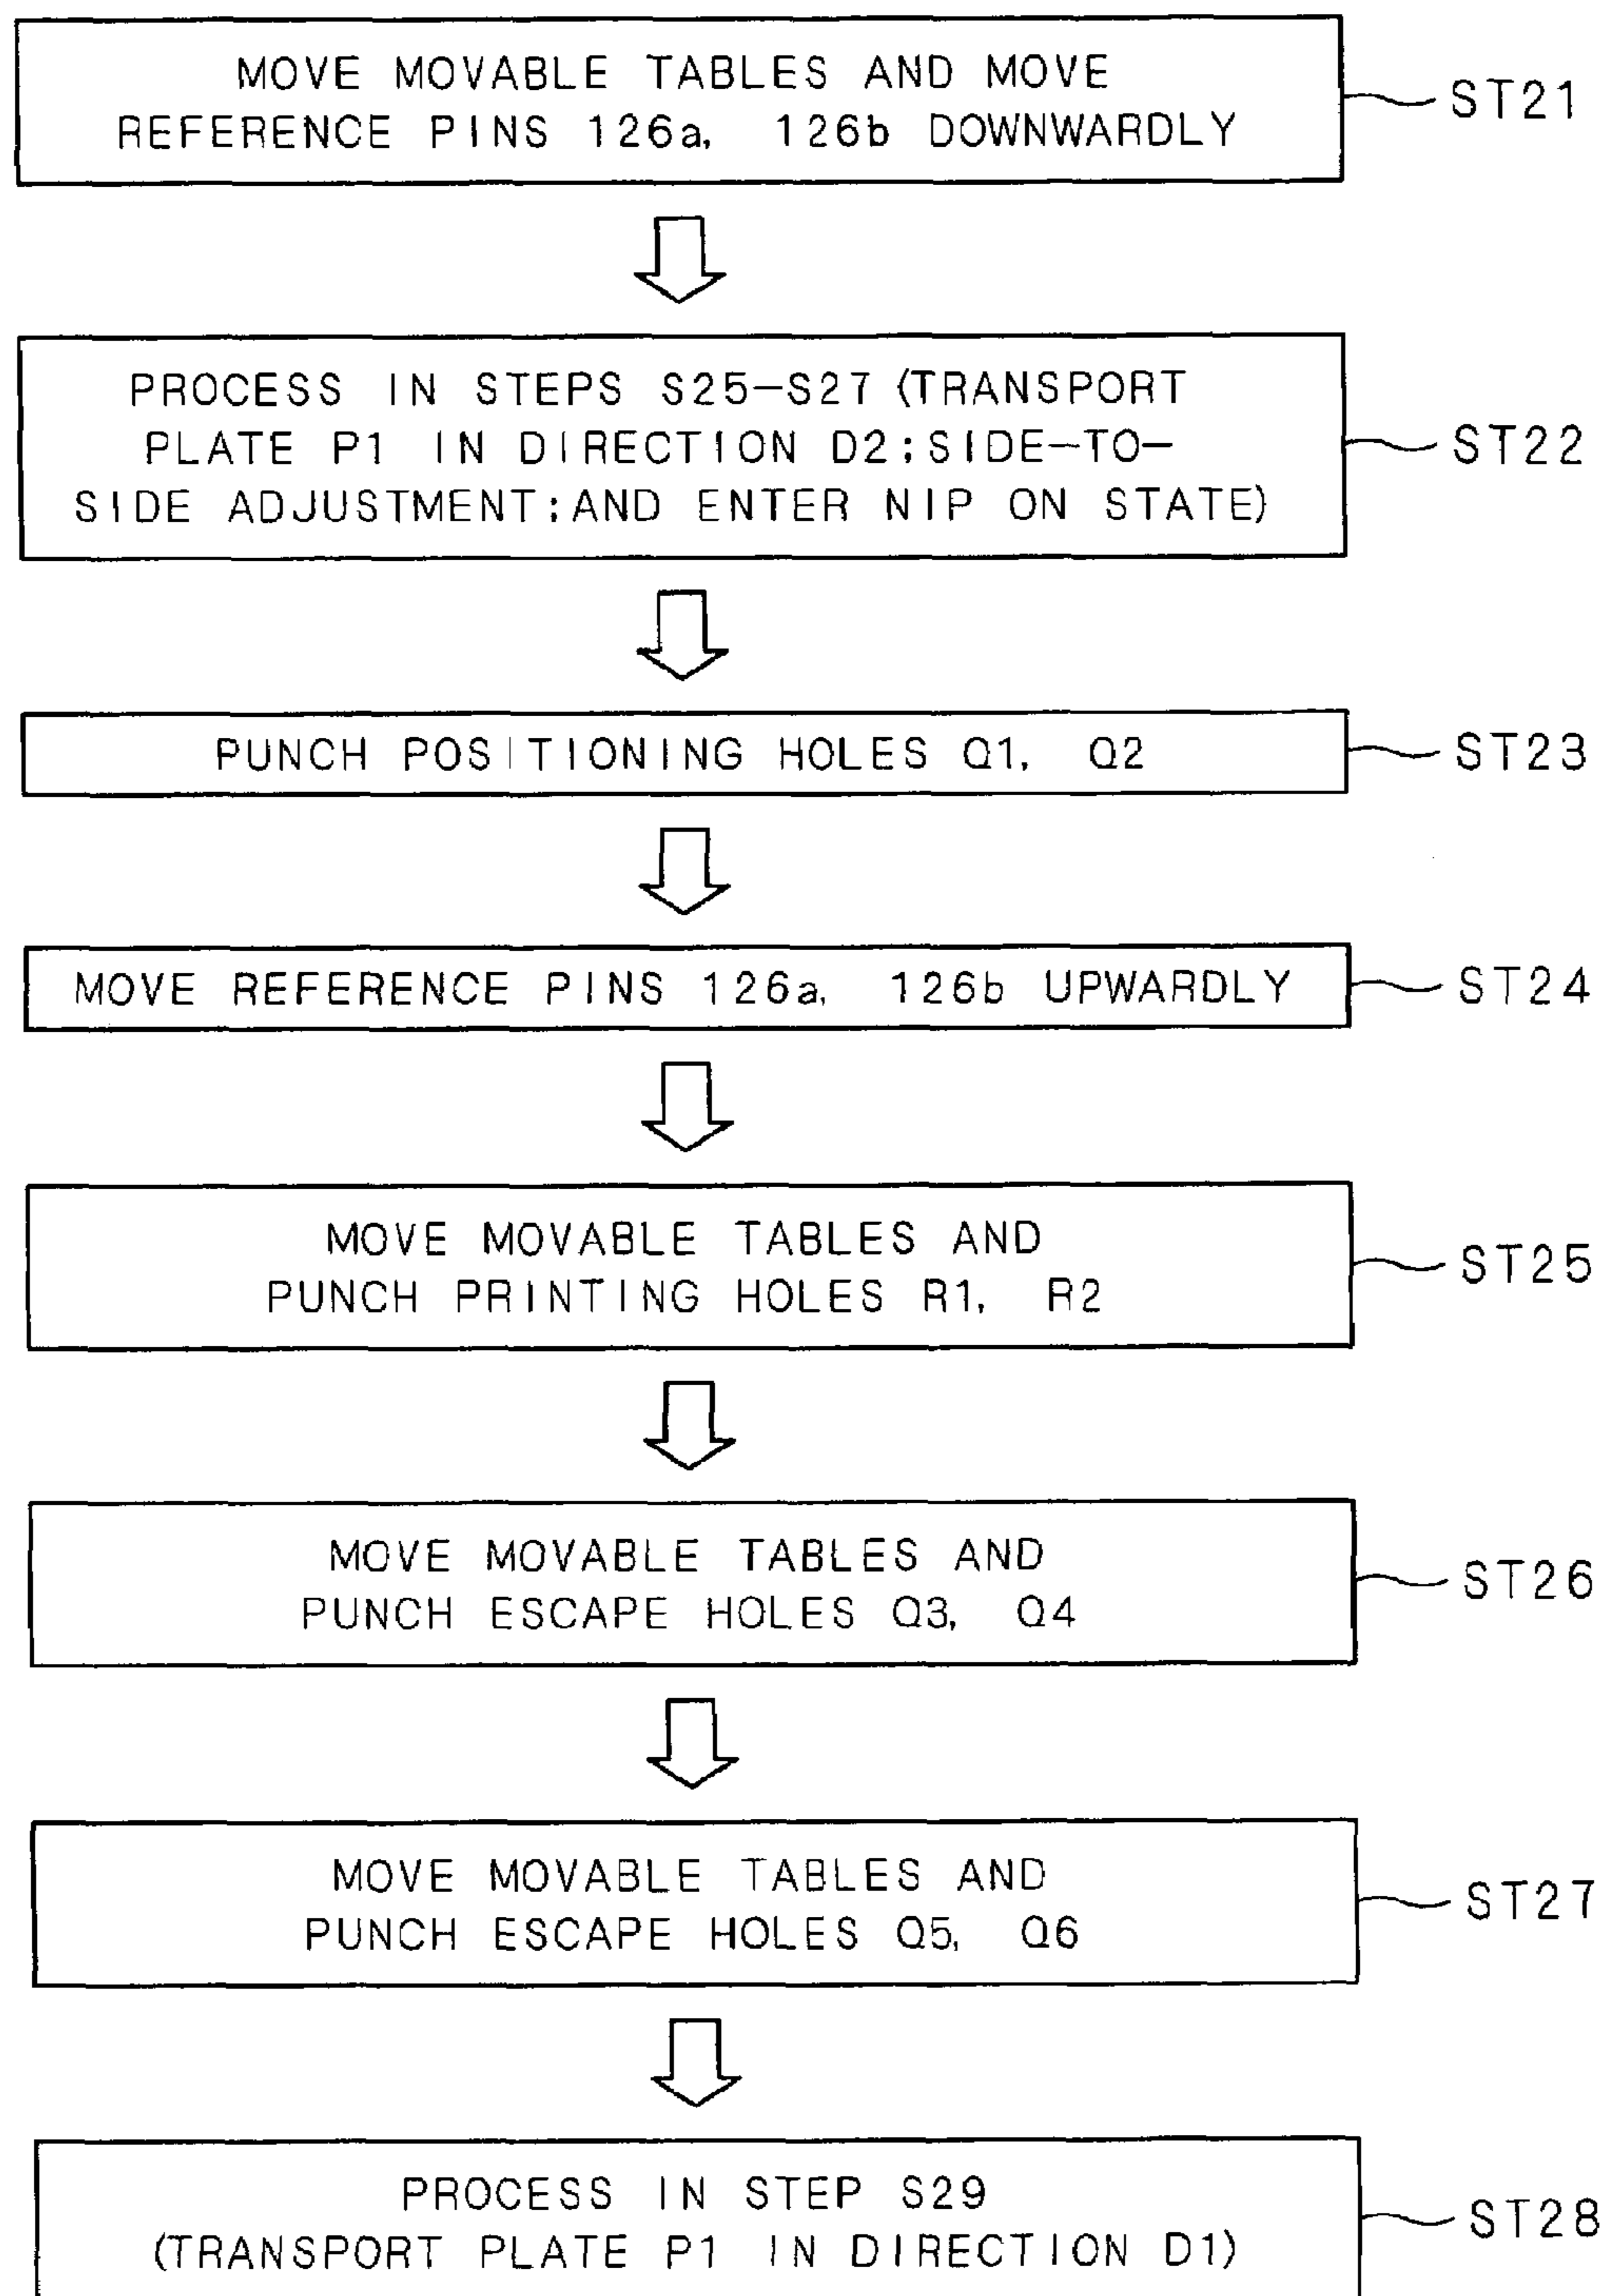 MOVE MOVABLE TABLES AND MOVE
REFERENCE PINS 126a, 126b DOWNWARDLY
ST21
PROCESS IN STEPS S25-S27 (TRANSPORT
PLATE P1 IN DIRECTION D2;SIDE-TO-
SIDE ADJUSTMENT;AND ENTER NIP ON STATE)
ST22
PUNCH POSITIONING HOLES Q1, Q2
ST23
MOVE REFERENCE PINS 126a, 126b UPWARDLY
ST24
MOVE MOVABLE TABLES AND
PUNCH PRINTING HOLES R1, R2
ST25
MOVE MOVABLE TABLES AND
PUNCH ESCAPE HOLES Q3, Q4
ST26
MOVE MOVABLE TABLES AND
PUNCH ESCAPE HOLES Q5, Q6
ST27
PROCESS IN STEP S29
(TRANSPORT PLATE P1 IN DIRECTION D1)
ST28